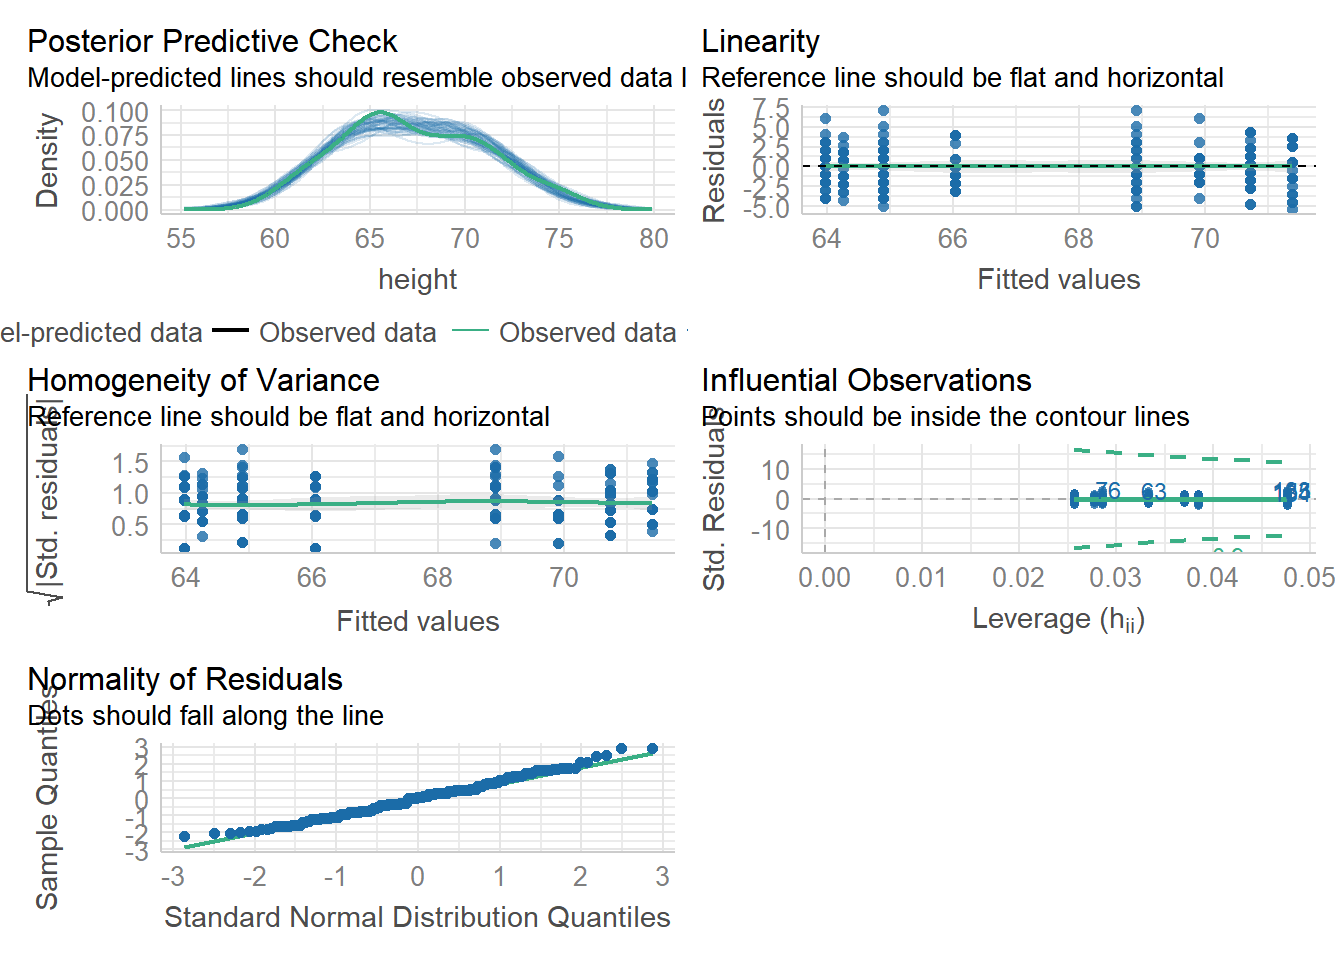 Posterior Predictive Check
Model-predicted lines should resemble observed data l
Density
0.100
0.075
0.050
0.025
0.000
55 60 65 70 75 80
height
el-predicted data Observed data Observed data
Linearity
Reference line should be flat and horizontal
Residuals
7.5
5.0
2.5
0.0
-2.5
-5.0
64 66 68 70
Fitted values
Homogeneity of Variance
Reference line should be flat and horizontal
√|Std. residuals|
1.5
1.0
0.5
64 66 68 70
Fitted values
Influential Observations
Points should be inside the contour lines
Std. Residuals
10
0
-10
76 63
0.00 0.01 0.02 0.03 0.04 0.05
Leverage (hii)
Normality of Residuals
Dots should fall along the line
Sample Quantiles
3
2
1
0
-1
-2
-3
-3 -2 -1 0 1 2 3
Standard Normal Distribution Quantiles